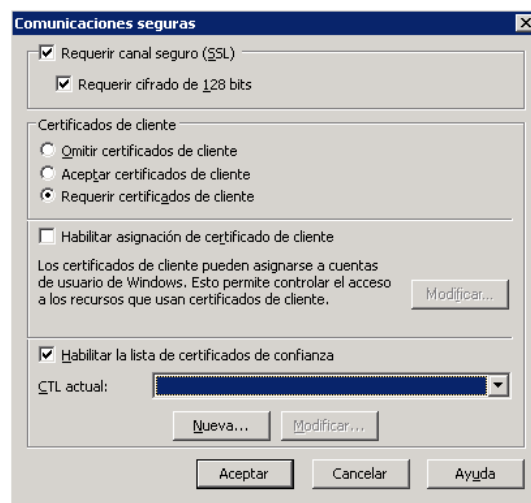 Comunicaciones seguras
Requerir canal seguro (SSL)
Requerir cifrado de 128 bits
Certificados de cliente
Omitir certificados de cliente
Aceptar certificados de cliente
Requerir certificados de cliente
Habilitar asignación de certificado de cliente
Los certificados de cliente pueden asignarse a cuentas
de usuario de Windows. Esto permite controlar el acceso
a los recursos que usan certificados de cliente.
Modificar...
Habilitar la lista de certificados de confianza
CTL actual:
Nueva...
Modificar...
Aceptar
Cancelar
Ayuda